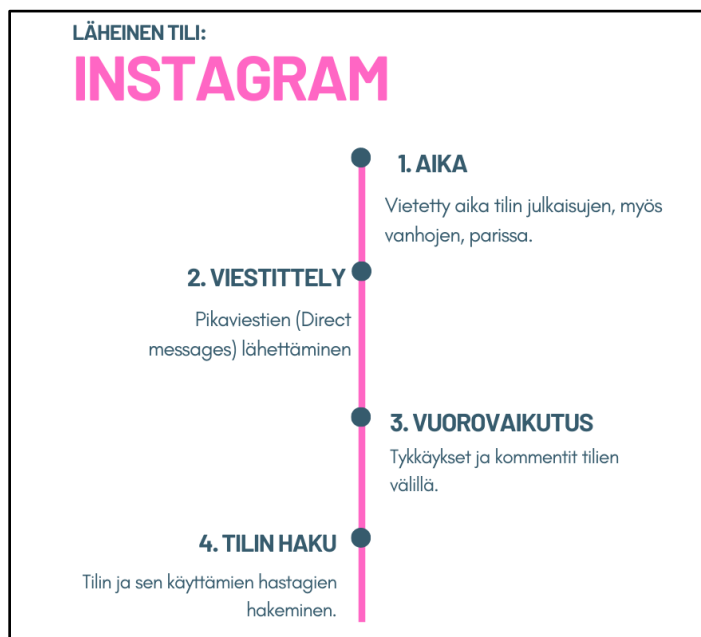 LÄHEINEN TILI:
INSTAGRAM
1. AIKA
Vietetty aika tilin julkaisujen, myös
vanhojen, parissa.
2. VIESTITTELY
Pikaviestien (Direct
messages) lähettäminen
3. VUOROVAIKUTUS
Tykkäykset ja kommentit tilien
välillä.
4. TILIN HAKU
Tilin ja sen käyttämien hastagien
hakeminen.